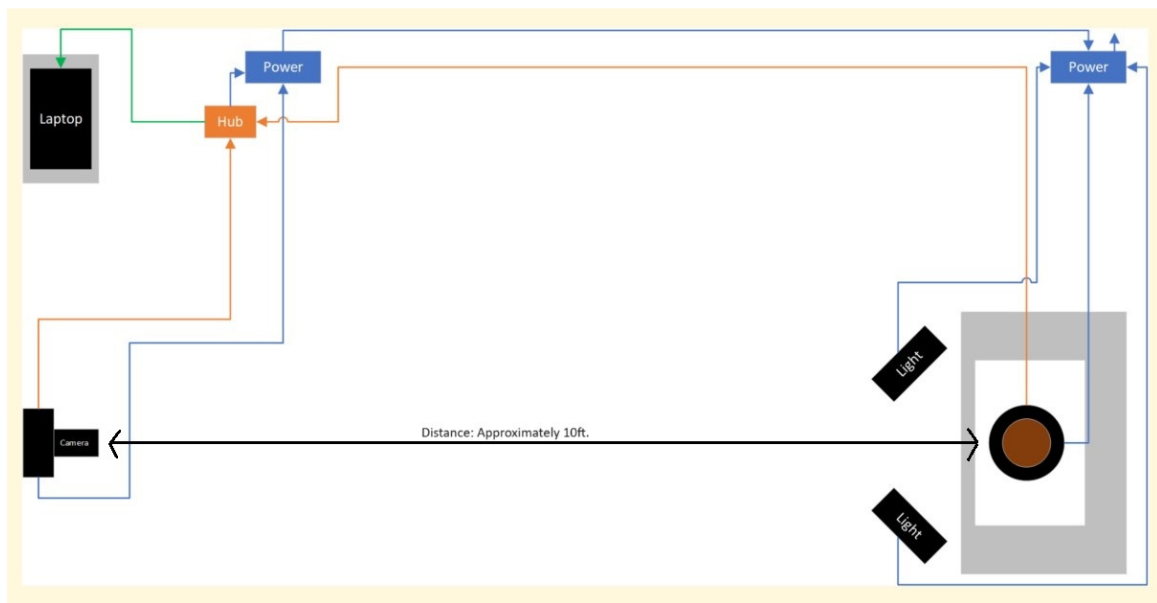 Power
Power
Laptop
Hub
Light
Distance: Approximately 10ft.
Camera
Light